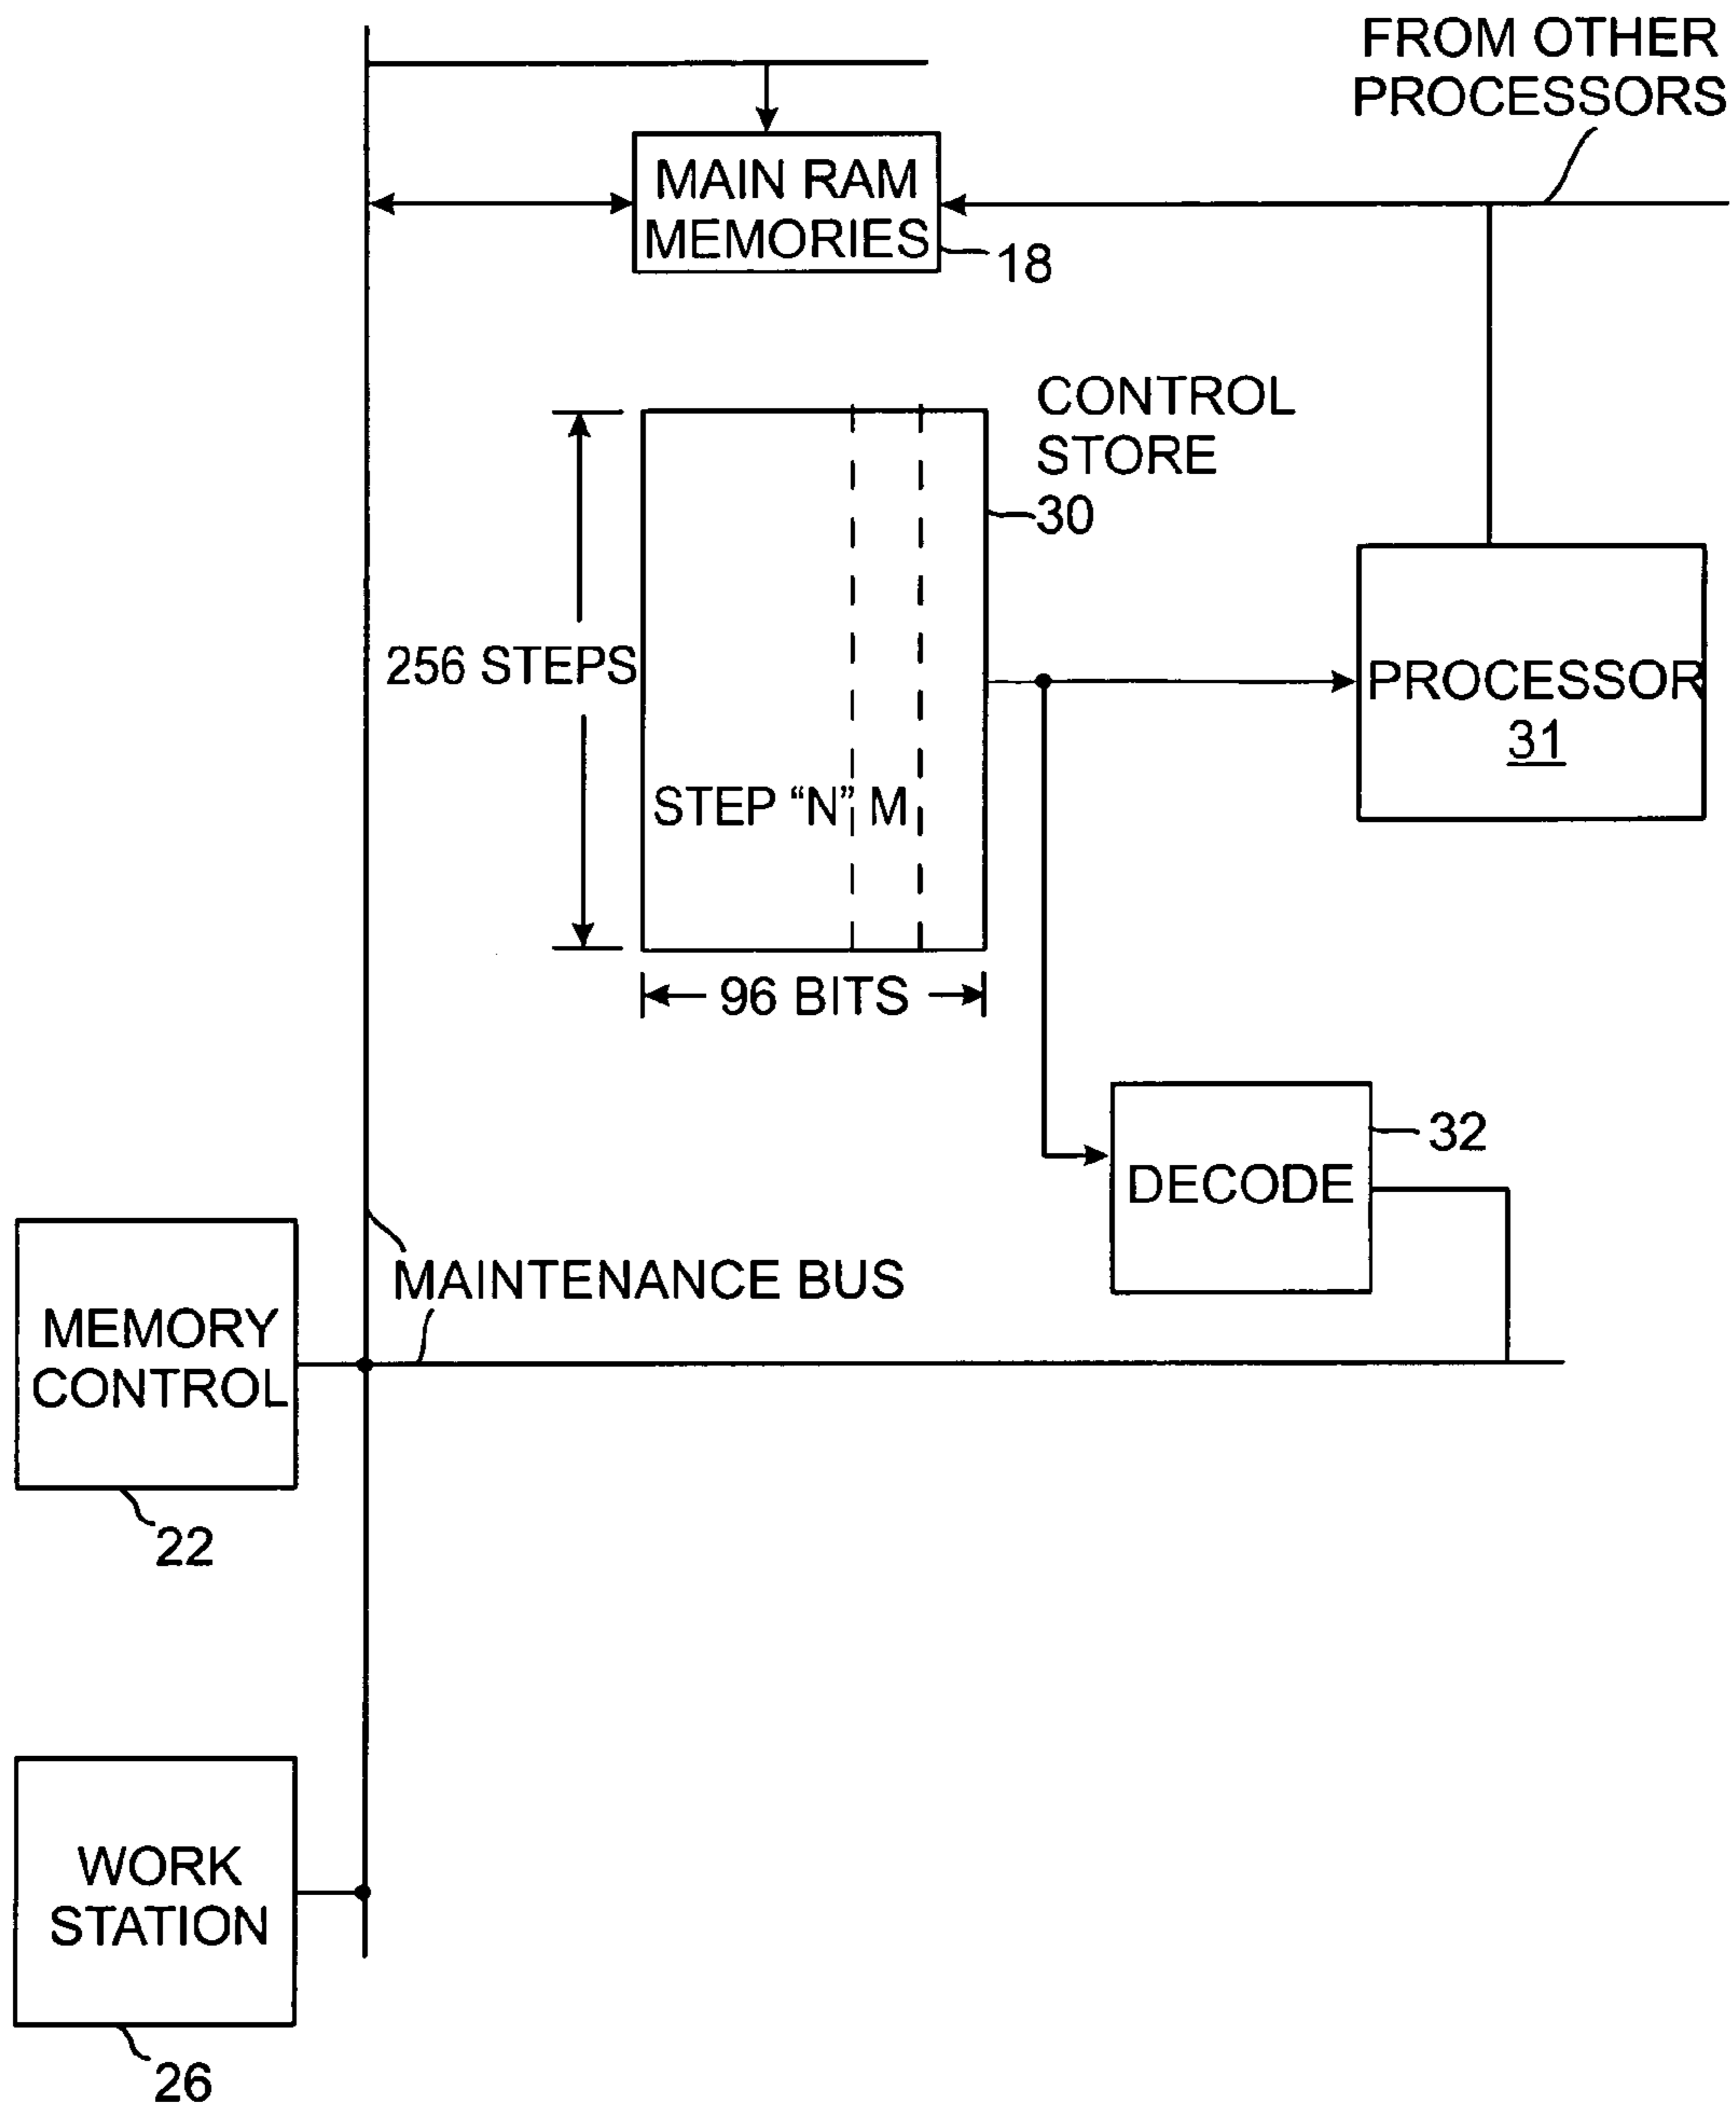 FROM OTHER
PROCESSORS
MAIN RAM
MEMORIES
18
CONTROL
STORE
30
256 STEPS
PROCESSOR
31
STEP “N” M
96 BITS
32
DECODE
MAINTENANCE BUS
MEMORY
CONTROL
22
WORK
STATION
26